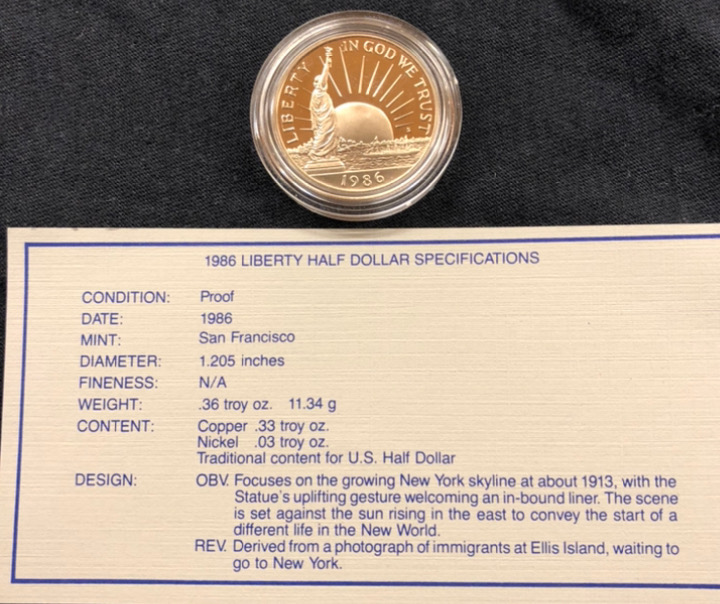 LIBERTY
IN GOD WE TRUST
1986
1986 LIBERTY HALF DOLLAR SPECIFICATIONS
CONDITION: Proof
DATE: 1986
MINT: San Francisco
DIAMETER: 1.205 inches
FINENESS: N/A
WEIGHT: .36 troy oz. 11.34 g
CONTENT: Copper .33 troy oz.
Nickel .03 troy oz.
Traditional content for U.S. Half Dollar
DESIGN: OBV. Focuses on the growing New York skyline at about 1913, with the
Statue's uplifting gesture welcoming an in-bound liner. The scene
is set against the sun rising in the east to convey the start of a
different life in the New World.
REV. Derived from a photograph of immigrants at Ellis Island, waiting to
go to New York.